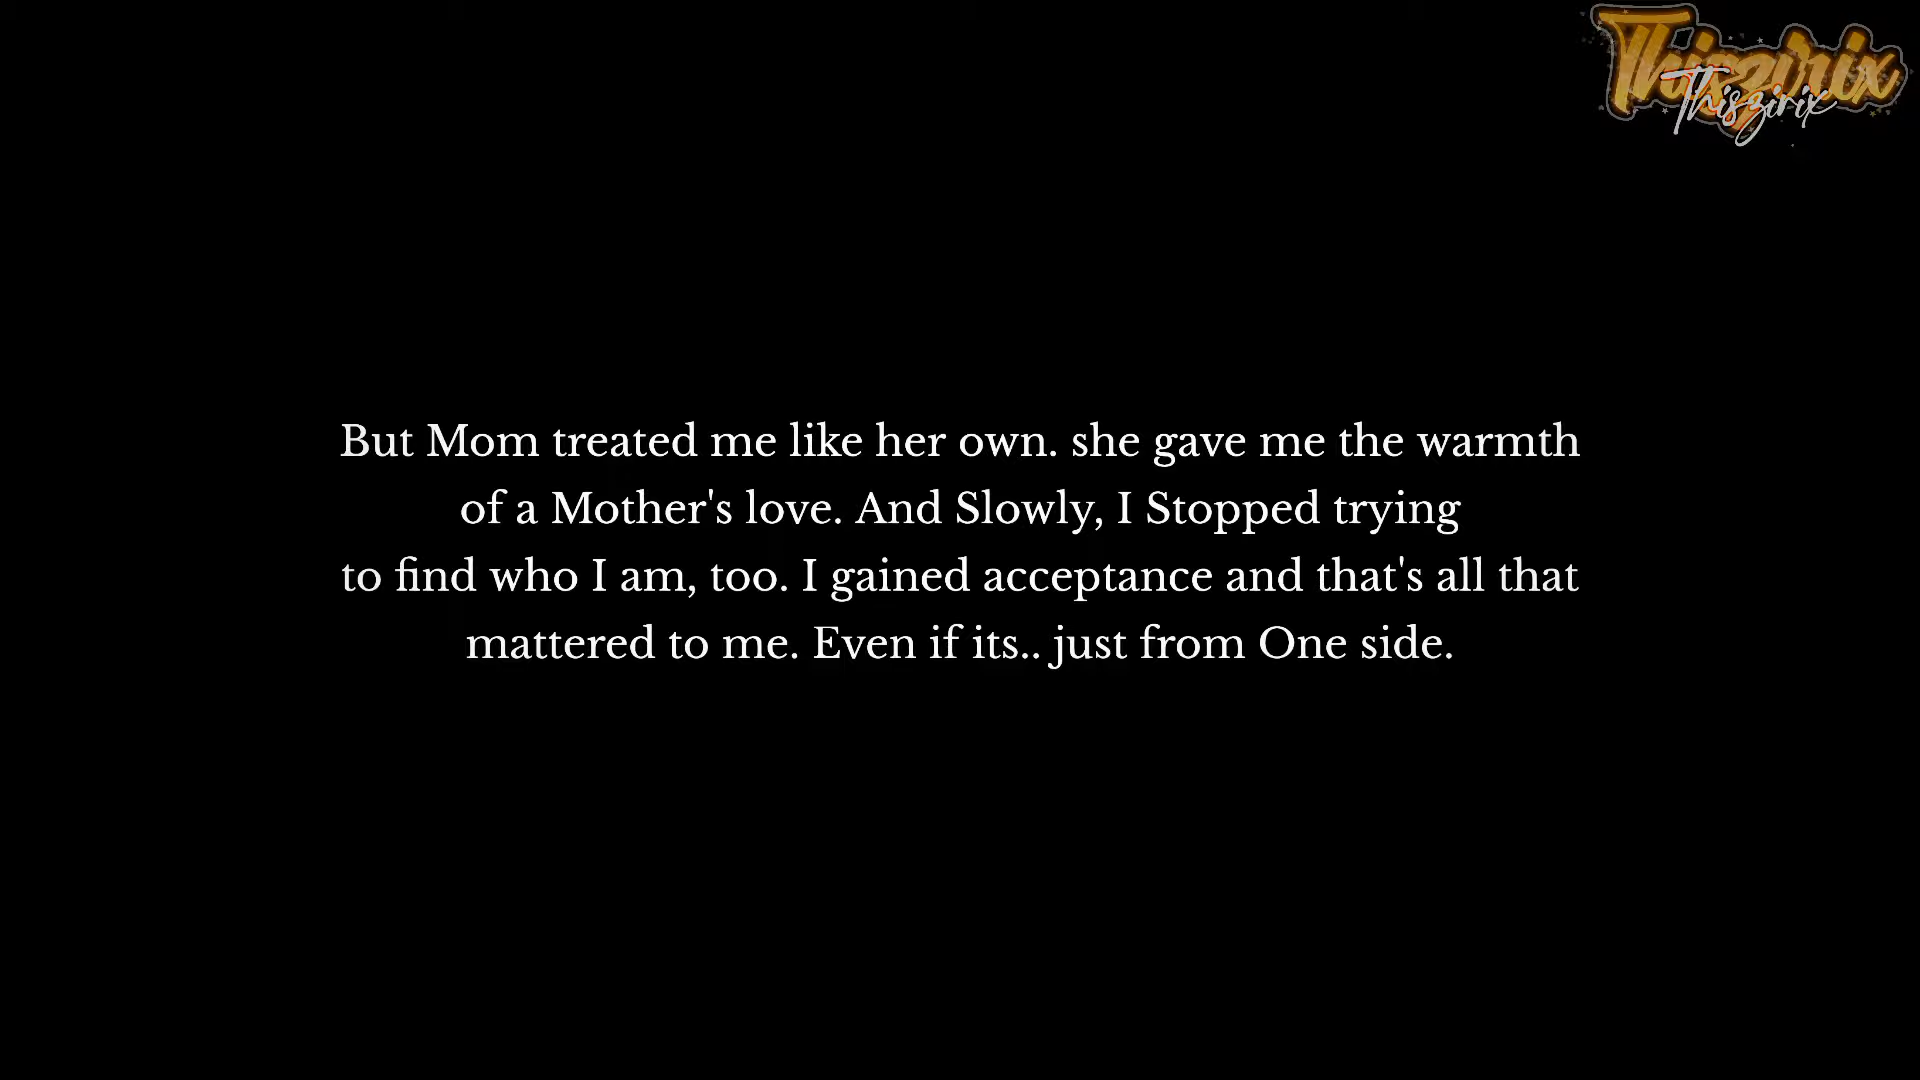 Thiszirix
Thiszirix
But Mom treated me like her own. she gave me the warmth
of a Mother's love. And Slowly, I Stopped trying
to find who I am, too. I gained acceptance and that's all that
mattered to me. Even if its.. just from One side.